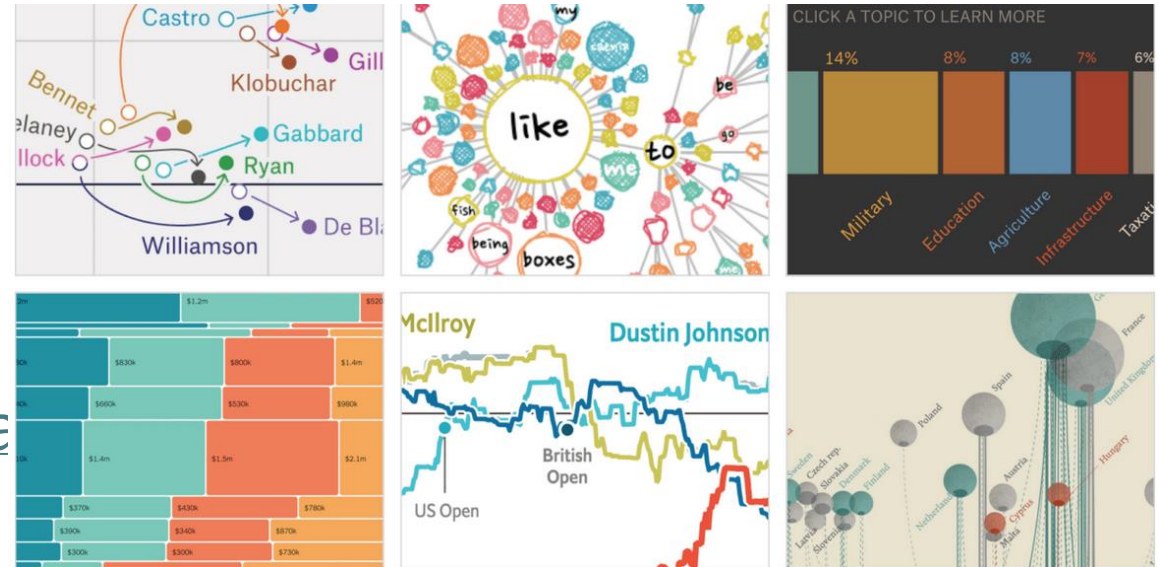 Castro
Gill
Klobuchar
Bennet
elaney
Gabbard
llock
Ryan
De Bla
Williamson
my
catnip
like
be
go
to
me
fish
being
boxes
me
CLICK A TOPIC TO LEARN MORE
14%
8%
8%
7%
6%
Military
Education
Agriculture
Infrastructure
Taxati
2m
$1.2m
$520
$830k
$800k
$1.4m
$660k
$530k
$980k
$1.4m
$1.5m
$2.1m
$370k
$430k
$780k
$390k
$340k
$870k
$300k
$300k
$730k
McIlroy
Dustin Johnson
British
Open
US Open
France
United Kingdom
Spain
Poland
Hungary
Sweden
Czech rep.
Slovakia
Denmark
Finland
Austria
Netherlands
Cyprus
Malta
Latvia
Slovenia